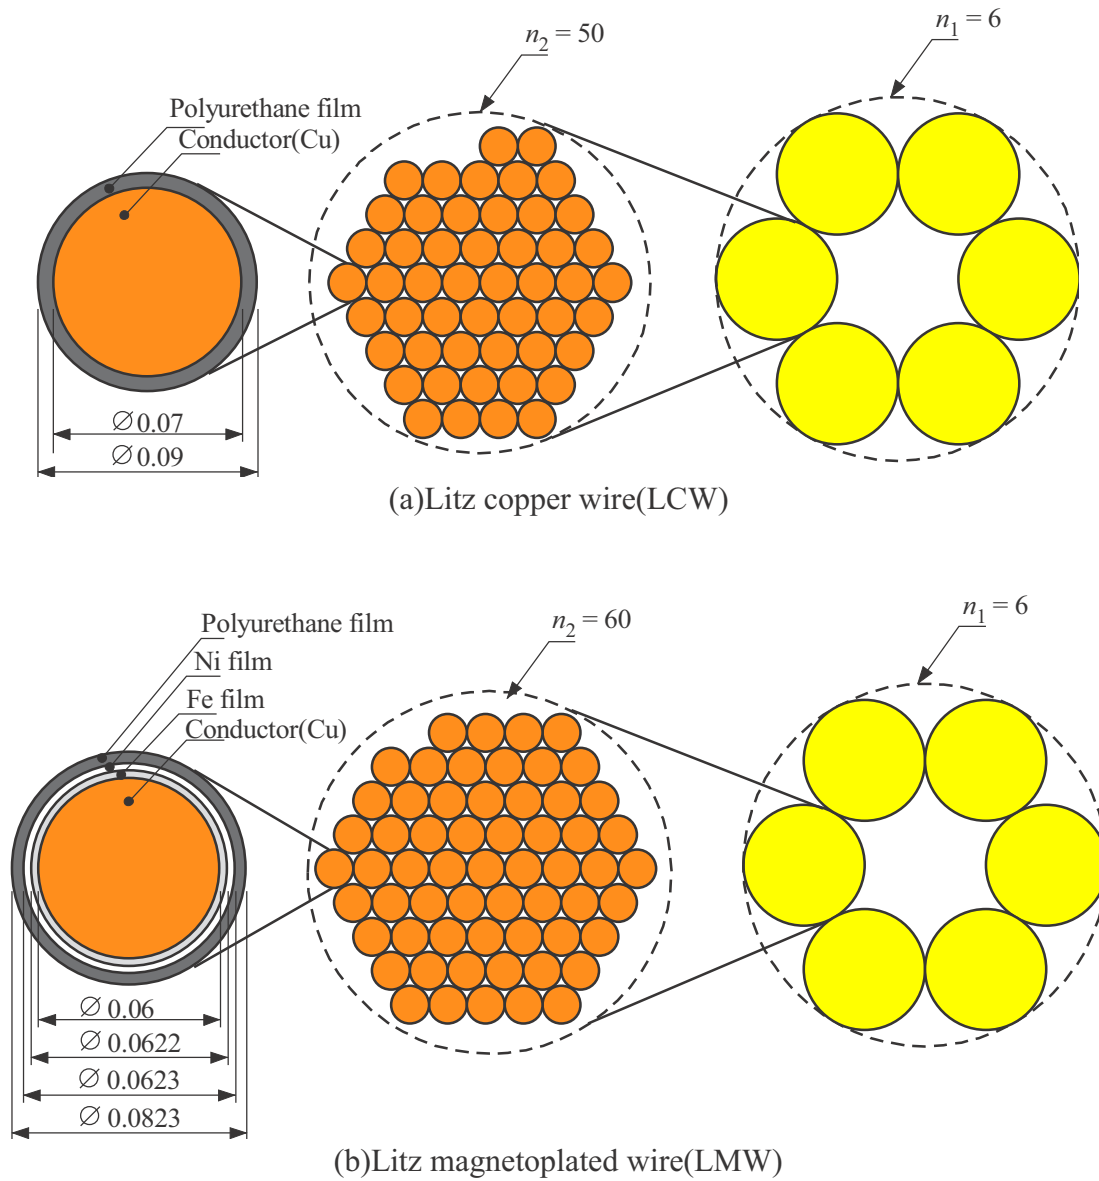 n₂ = 50
n₁ = 6
Polyurethane film
Conductor(Cu)
∅0.07
∅0.09
(a)Litz copper wire(LCW)
Polyurethane film
n₂ = 60
n₁ = 6
Ni film
Fe film
Conductor(Cu)
∅0.06
∅0.0622
∅0.0623
∅0.0823
(b)Litz magnetoplated wire(LMW)